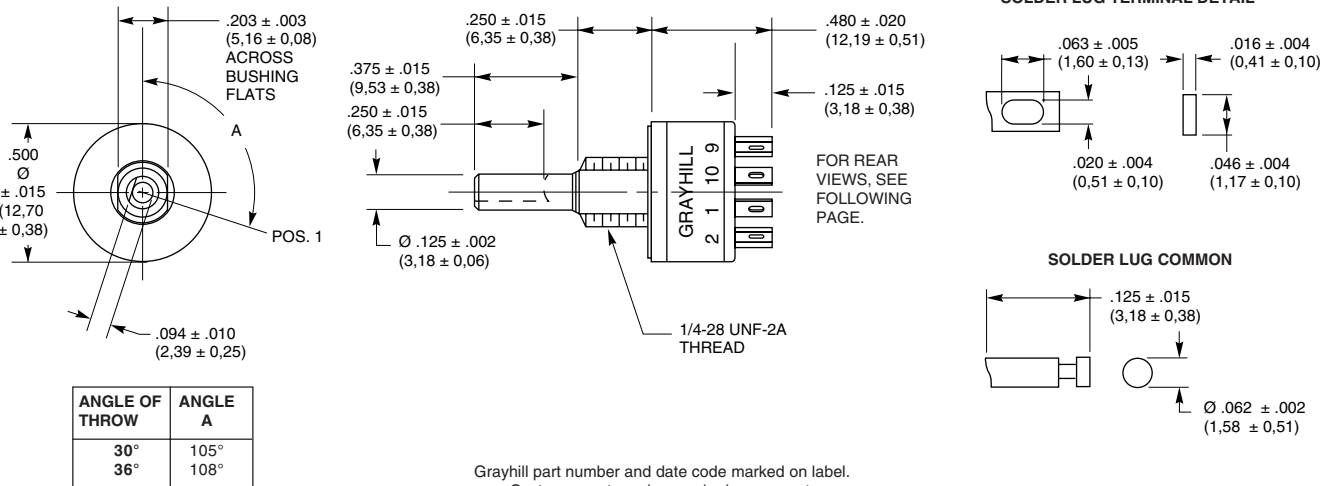 .203 ± .003
(5,16 ± 0,08)
ACROSS
BUSHING
FLATS
A
.500
Ø
± .015
(12,70
± 0,38)
POS. 1
.094 ± .010
(2,39 ± 0,25)
ANGLE OF THROW ANGLE A
30° 105°
36° 108°
.250 ± .015
(6,35 ± 0,38)
.480 ± .020
(12,19 ± 0,51)
.375 ± .015
(9,53 ± 0,38)
.250 ± .015
(6,35 ± 0,38)
.125 ± .015
(3,18 ± 0,38)
GRAYHILL
2 1 10 9
FOR REAR
VIEWS, SEE
FOLLOWING
PAGE.
Ø .125 ± .002
(3,18 ± 0,06)
1/4-28 UNF-2A
THREAD
Grayhill part number and date code marked on label.
SOLDER LUG TERMINAL DETAIL
.063 ± .005
(1,60 ± 0,13)
.016 ± .004
(0,41 ± 0,10)
.020 ± .004
(0,51 ± 0,10)
.046 ± .004
(1,17 ± 0,10)
SOLDER LUG COMMON
.125 ± .015
(3,18 ± 0,38)
Ø .062 ± .002
(1,58 ± 0,51)